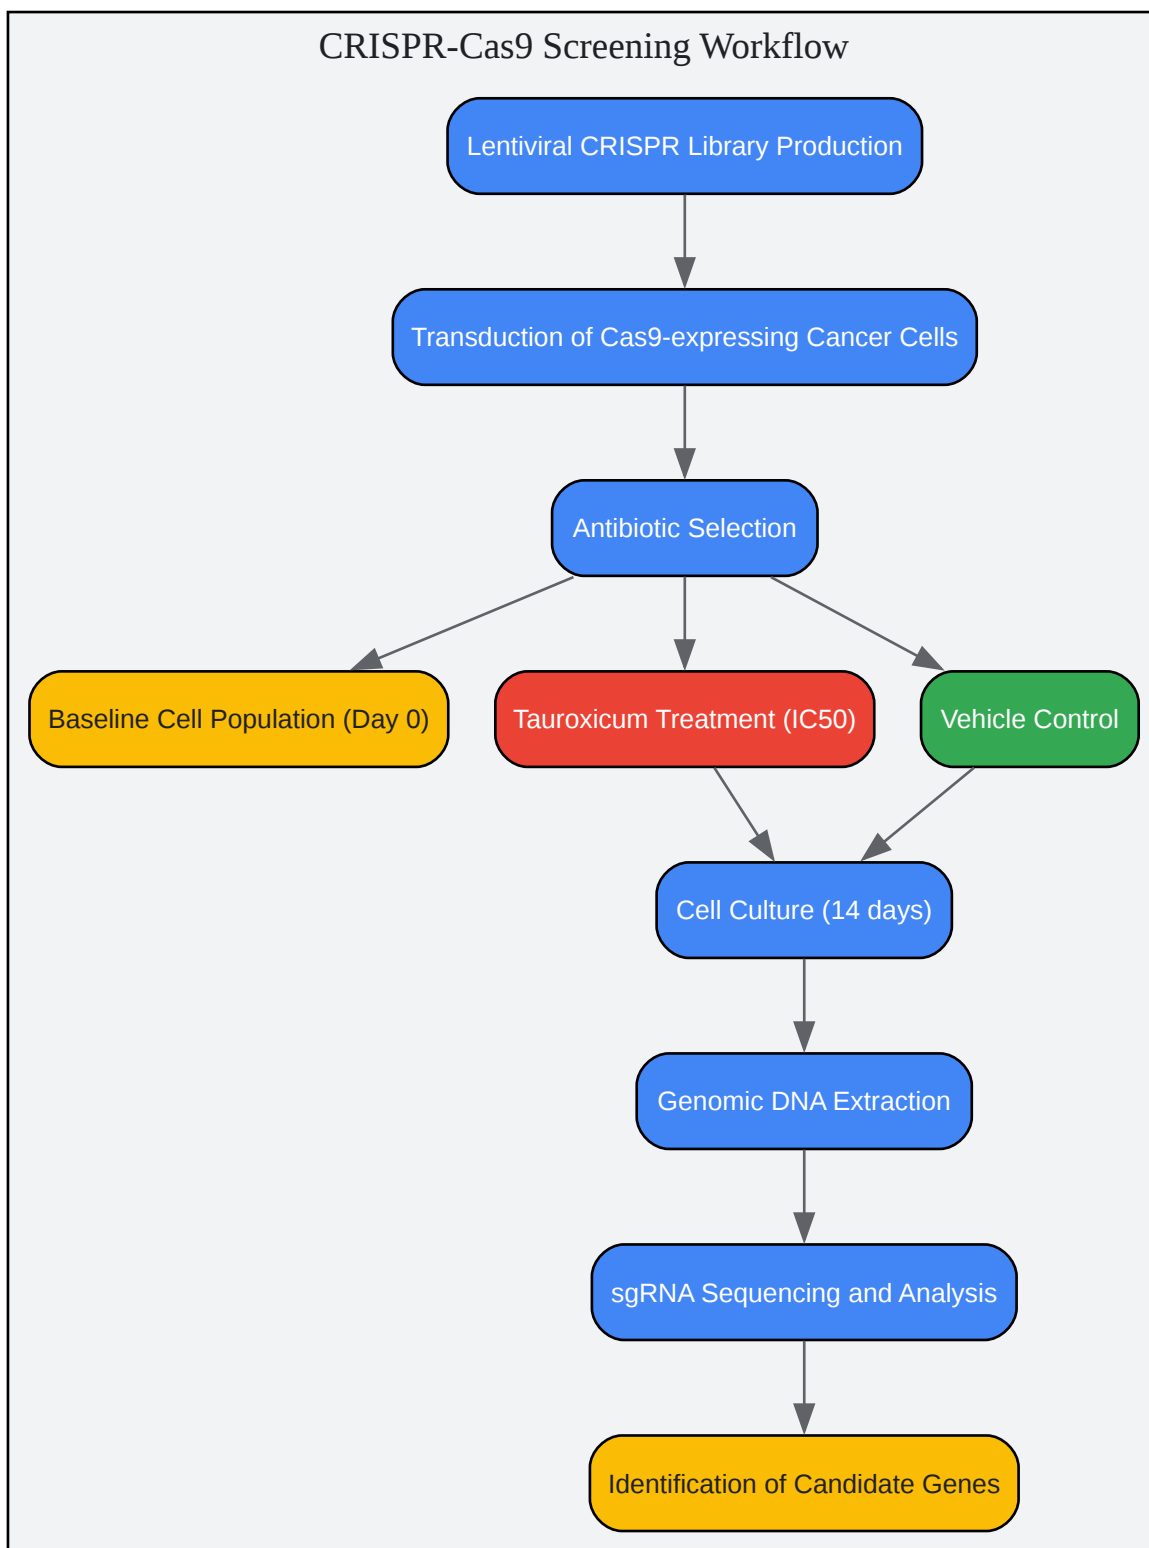 CRISPR-Cas9 Screening Workflow
Lentiviral CRISPR Library Production
Transduction of Cas9-expressing Cancer Cells
Antibiotic Selection
Baseline Cell Population (Day 0)
Tauroxicum Treatment (IC50)
Vehicle Control
Cell Culture (14 days)
Genomic DNA Extraction
sgRNA Sequencing and Analysis
Identification of Candidate Genes